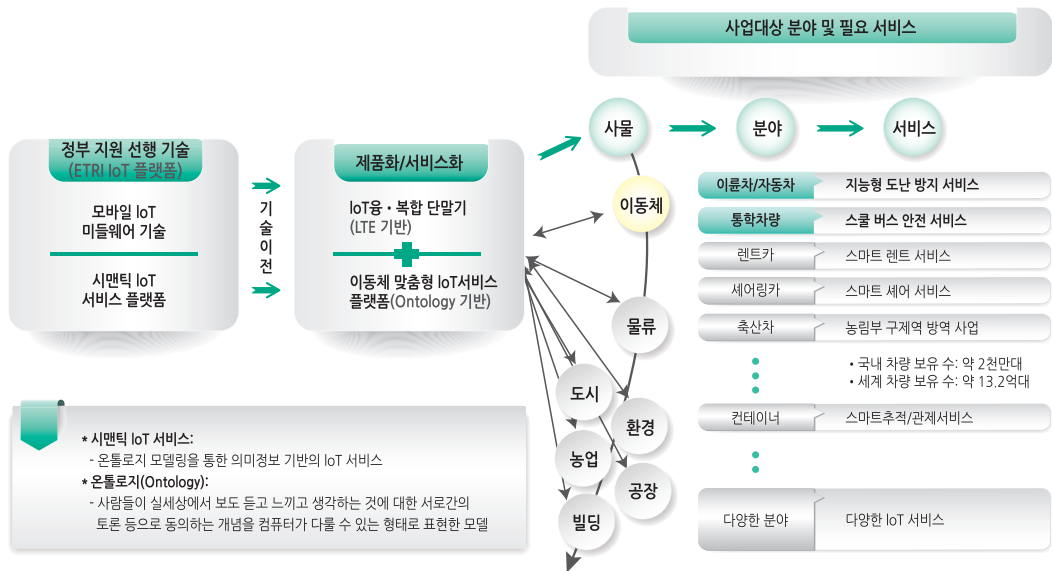 사업대상 분야 및 필요 서비스
정부 지원 선행 기술
(ETRI IoT 플랫폼)
모바일 IoT
미들웨어 기술
시맨틱 IoT
서비스 플랫폼
기
술
이
전
제품화/서비스화
IoT융・복합 단말기
(LTE 기반)
이동체 맞춤형 IoT서비스
플랫폼(Ontology 기반)
사물
분야
서비스
이동체
물류
도시
환경
농업
공장
빌딩
이륜차/자동차
지능형 도난 방지 서비스
통학차량
스쿨 버스 안전 서비스
렌트카
스마트 렌트 서비스
셰어링카
스마트 셰어 서비스
축산차
농림부 구제역 방역 사업
• 국내 차량 보유 수: 약 2천만대
• 세계 차량 보유 수: 약 13.2억대
컨테이너
스마트추적/관제서비스
다양한 분야
다양한 IoT 서비스
* 시맨틱 IoT 서비스:
- 온톨로지 모델링을 통한 의미정보 기반의 IoT 서비스
* 온톨로지(Ontology):
- 사람들이 실세상에서 보도 듣고 느끼고 생각하는 것에 대한 서로간의
토론 등으로 동의하는 개념을 컴퓨터가 다룰 수 있는 형태로 표현한 모델